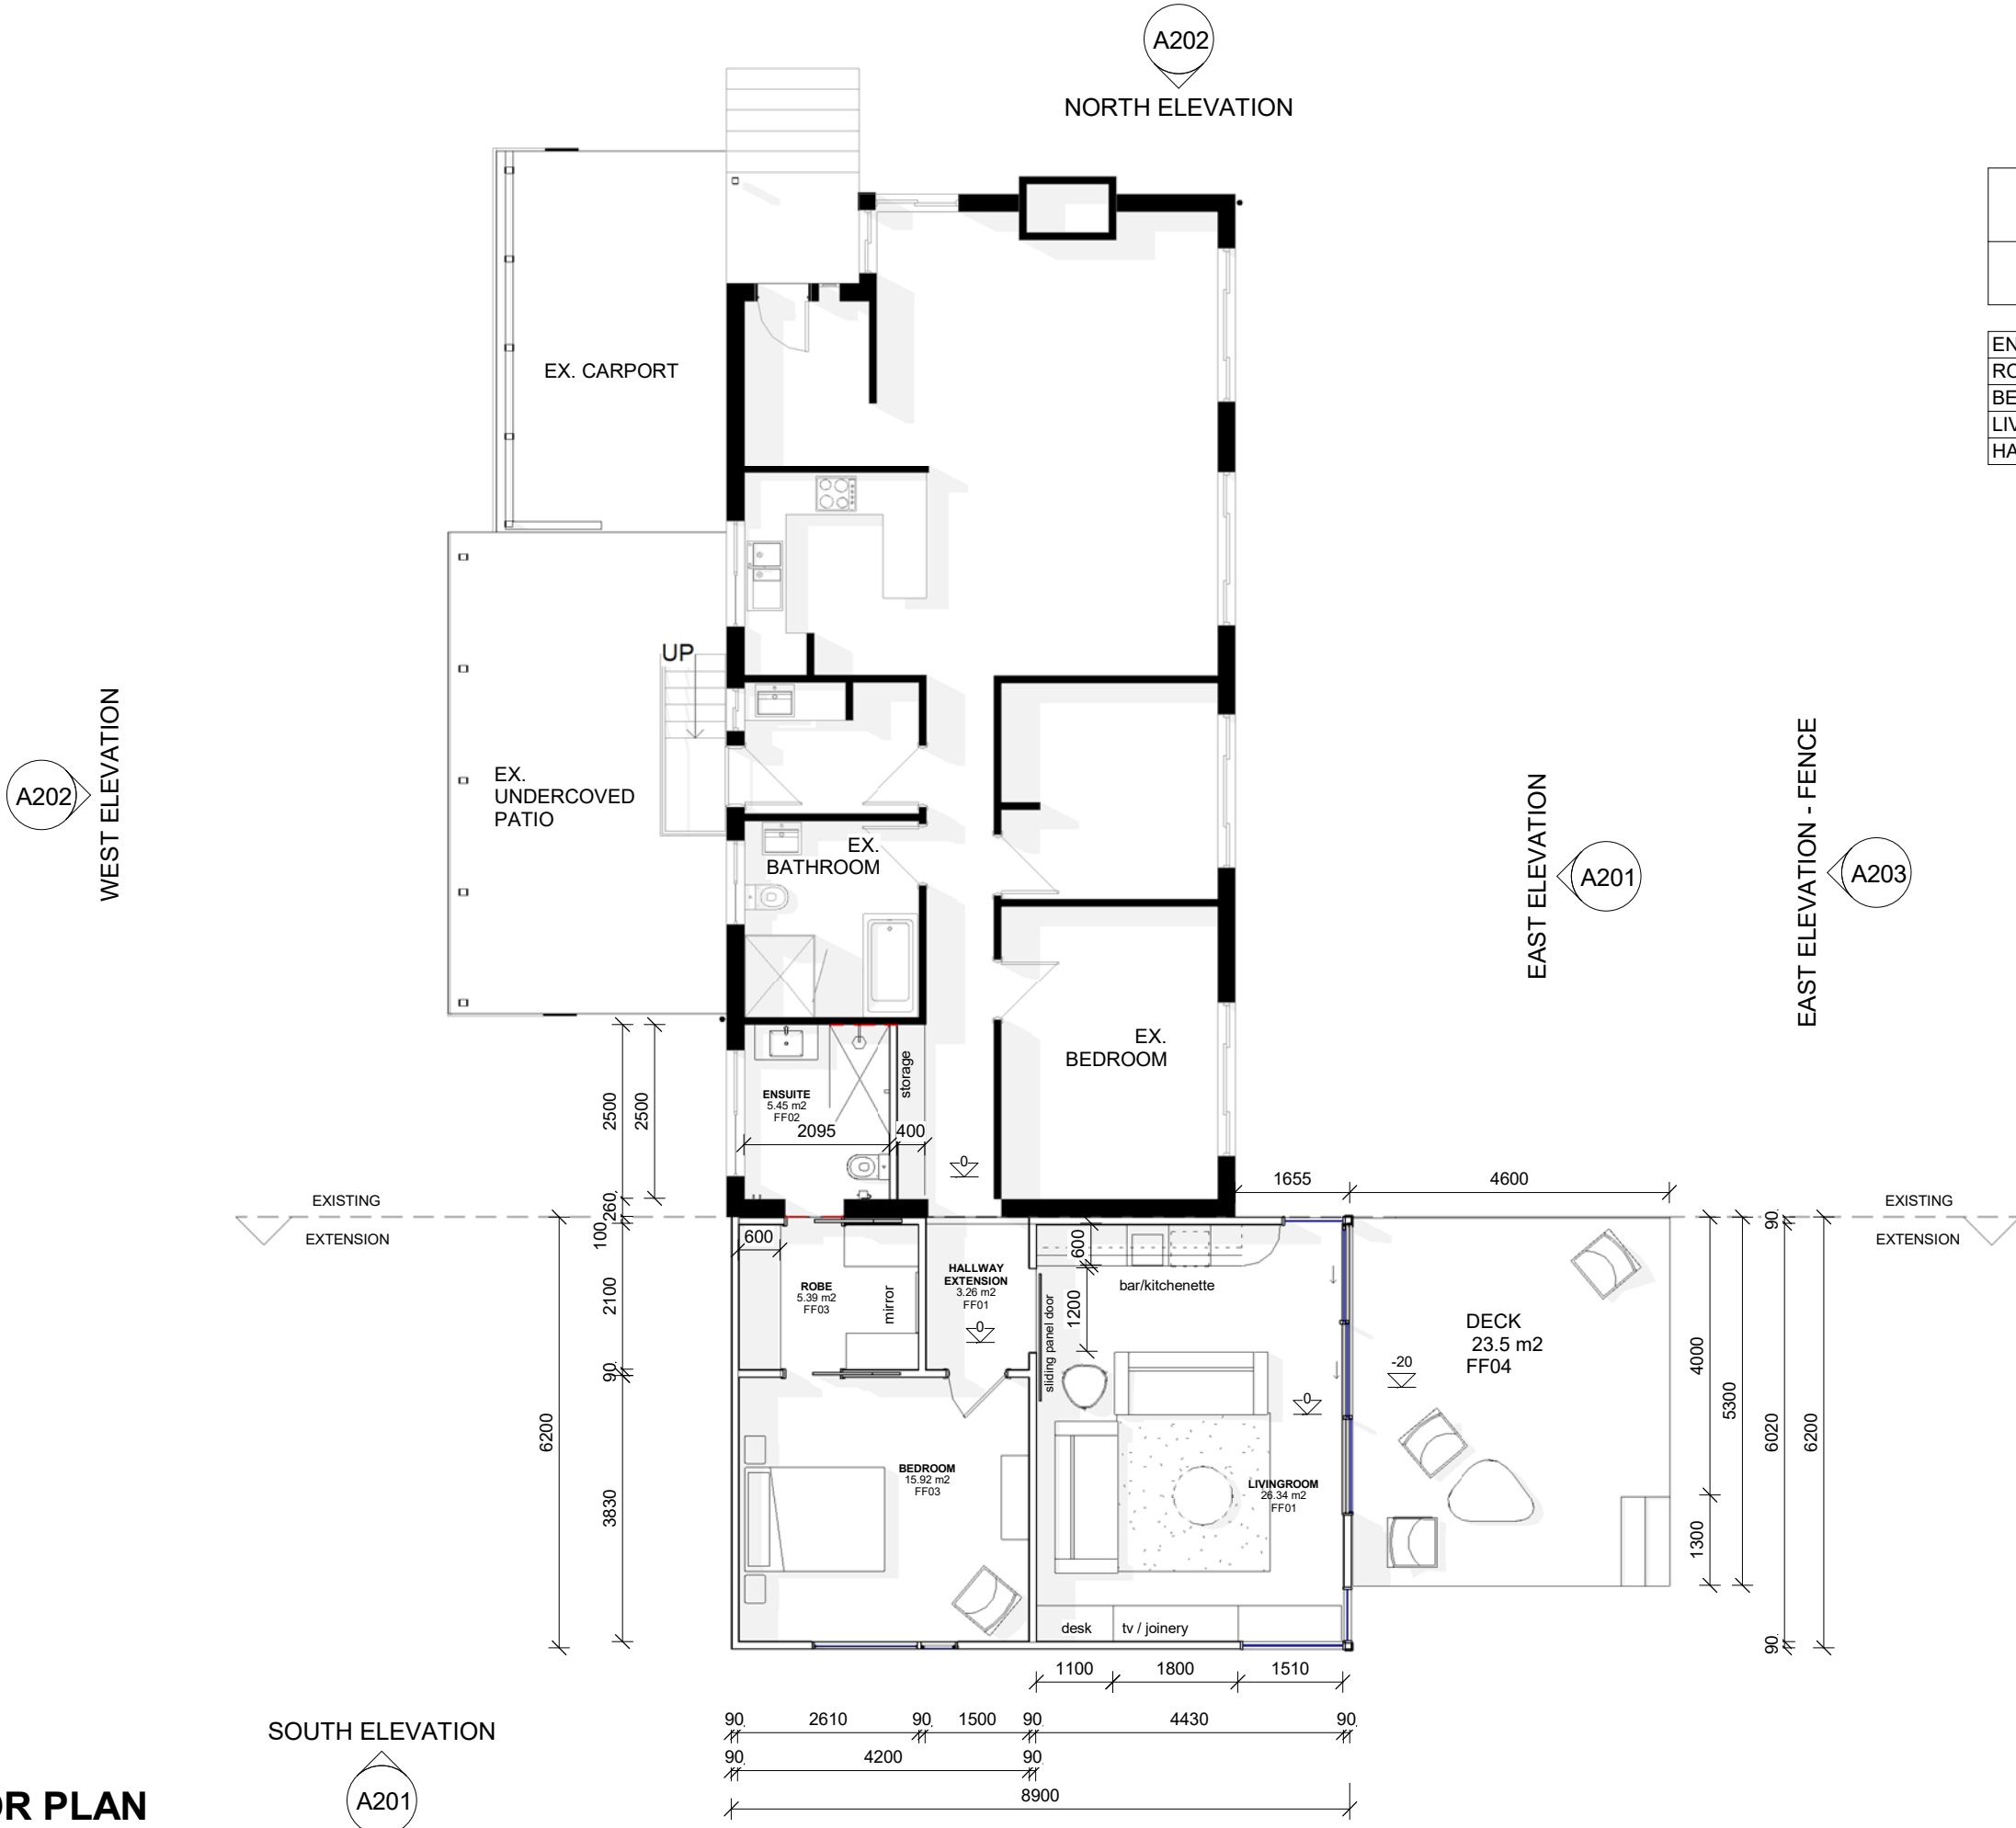 A202
NORTH ELEVATION
EN
RO
BE
LIV
HA
EX. CARPORT
UP
EX.
UNDERCOVED
PATIO
A202
WEST ELEVATION
EX.
BATHROOM
EAST ELEVATION
A201
EAST ELEVATION - FENCE
A203
EX.
BEDROOM
storage
ENSUITE
5.45 m2
FF02
2095
400
2500
2500
260
100
0
1655
4600
EXISTING
EXTENSION
EXISTING
EXTENSION
600
ROBE
5.39 m2
FF03
mirror
HALLWAY
EXTENSION
3.26 m2
FF01
0
600
1200
bar/kitchenette
sliding panel door
2100
90
3830
6200
DECK
23.5 m2
FF04
-20
0
90
4000
5300
6020
6200
1300
90
BEDROOM
15.92 m2
FF03
LIVINGROOM
26.34 m2
FF01
desk
tv / joinery
1100
1800
1510
90
2610
90
1500
90
4430
90
90
4200
90
8900
SOUTH ELEVATION
A201
OR PLAN